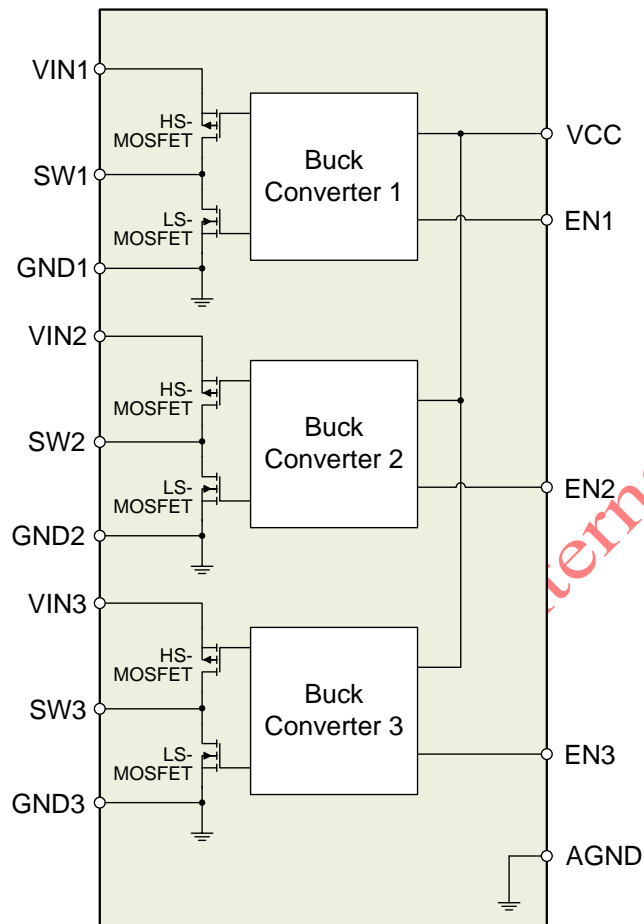 VIN1
HS-
MOSFET
SW1
LS-
MOSFET
GND1
Buck
Converter 1
VCC
EN1
VIN2
HS-
MOSFET
SW2
LS-
MOSFET
GND2
Buck
Converter 2
EN2
VIN3
HS-
MOSFET
SW3
LS-
MOSFET
GND3
Buck
Converter 3
EN3
AGND